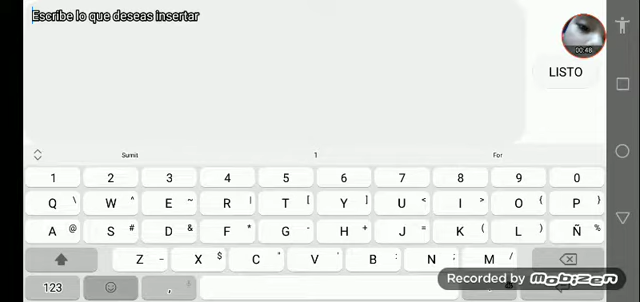 Escribe lo que deseas insertar
00:48
LISTO
Sumit 1 For
1 2 3 4 5 6 7 8 9 0
Q \ W ^ E ~ R | T [ Y ] U < I > O { P }
A @ S # D & F * G - H + J = K ( L ) Ñ %
Z _ X $ C " V ' B : N ; M /
123 ,
Recorded by Mobizen